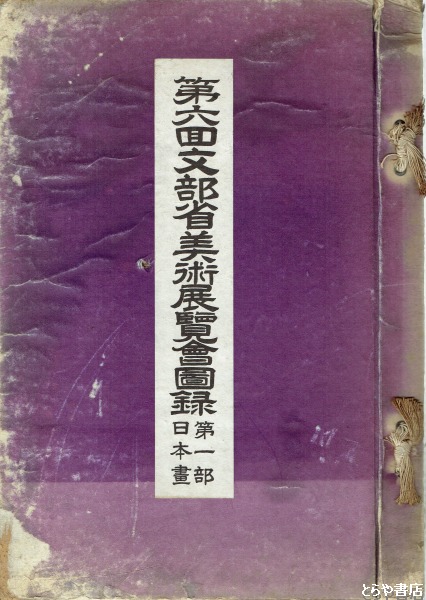 第六回文部省美術展覽會圖錄
第一部
日本畫
とらや書店